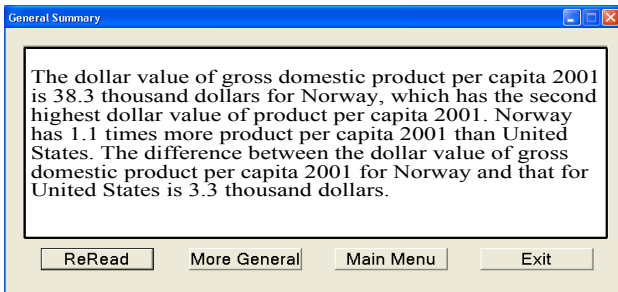 General Summary
The dollar value of gross domestic product per capita 2001
is 38.3 thousand dollars for Norway, which has the second
highest dollar value of product per capita 2001. Norway
has 1.1 times more product per capita 2001 than United
States. The difference between the dollar value of gross
domestic product per capita 2001 for Norway and that for
United States is 3.3 thousand dollars.
ReRead More General Main Menu Exit